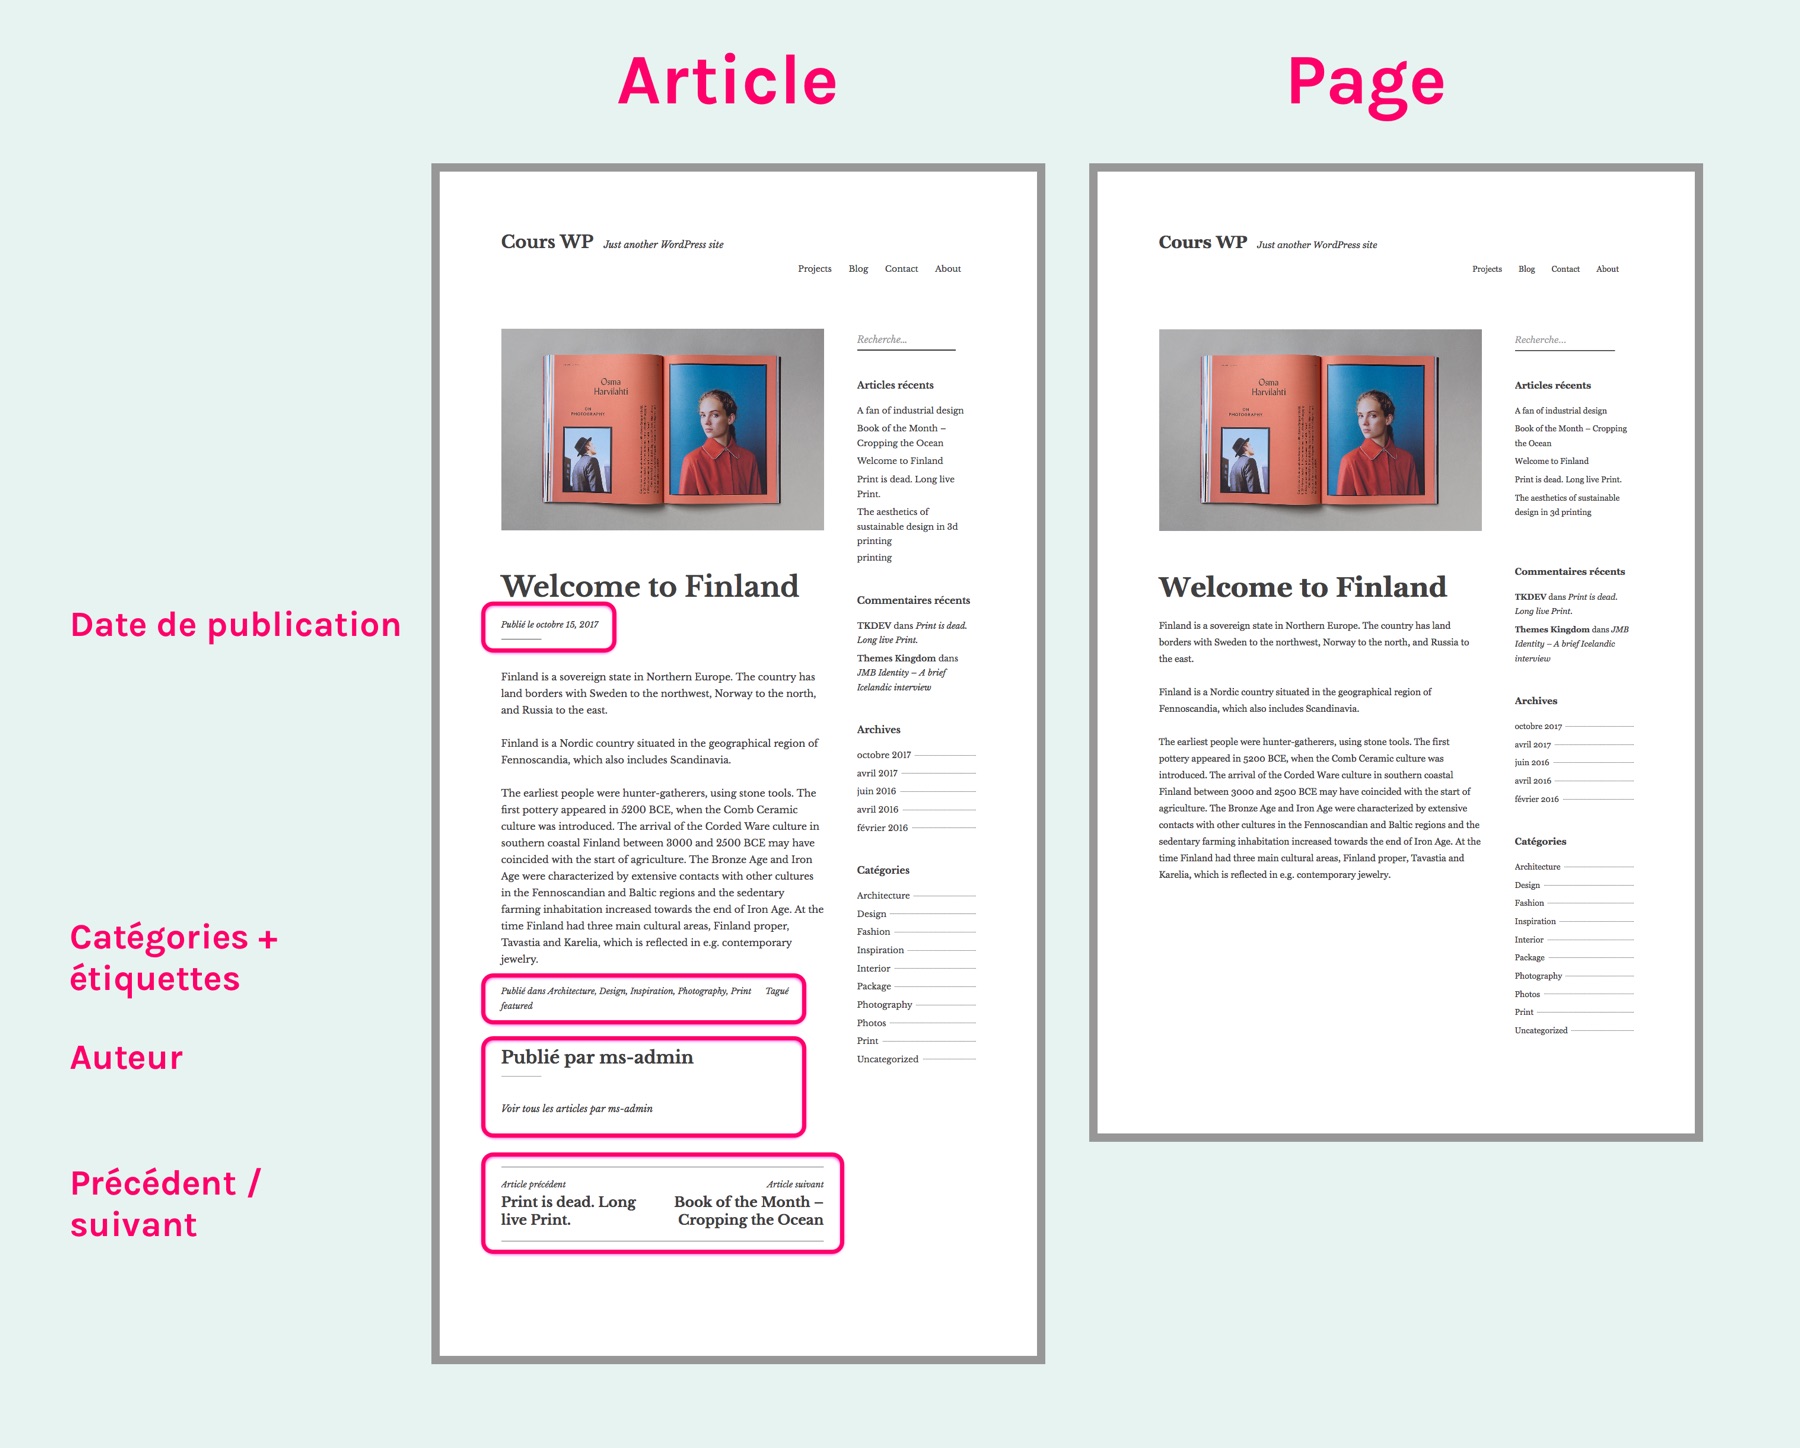 Article
Page
Date de publication
Catégories +
étiquettes
Auteur
Précédent /
suivant
Cours WP Just another WordPress site
Projects Blog Contact About
Osma
Harvilahti
ON
PHOTOGRAPHY
Welcome to Finland
Publié le octobre 15, 2017
Finland is a sovereign state in Northern Europe. The country has
land borders with Sweden to the northwest, Norway to the north,
and Russia to the east.
Finland is a Nordic country situated in the geographical region of
Fennoscandia, which also includes Scandinavia.
The earliest people were hunter-gatherers, using stone tools. The
first pottery appeared in 5200 BCE, when the Comb Ceramic
culture was introduced. The arrival of the Corded Ware culture in
southern coastal Finland between 3000 and 2500 BCE may have
coincided with the start of agriculture. The Bronze Age and Iron
Age were characterized by extensive contacts with other cultures
in the Fennoscandian and Baltic regions and the sedentary
farming inhabitation increased towards the end of Iron Age. At the
time Finland had three main cultural areas, Finland proper,
Tavastia and Karelia, which is reflected in e.g. contemporary
jewelry.
Publié dans Architecture, Design, Inspiration, Photography, Print Tagué
featured
Publié par ms-admin
Voir tous les articles par ms-admin
Article précédent
Print is dead. Long
live Print.
Article suivant
Book of the Month –
Cropping the Ocean
Recherche...
Articles récents
A fan of industrial design
Book of the Month –
Cropping the Ocean
Welcome to Finland
Print is dead. Long live
Print.
The aesthetics of
sustainable design in 3d
printing
printing
Commentaires récents
TKDEV dans Print is dead.
Long live Print.
Themes Kingdom dans
JMB Identity – A brief
Icelandic interview
Archives
octobre 2017
avril 2017
juin 2016
avril 2016
février 2016
Catégories
Architecture
Design
Fashion
Inspiration
Interior
Package
Photography
Photos
Print
Uncategorized
Cours WP Just another WordPress site
Projects Blog Contact About
Osma
Harvilahti
ON
PHOTOGRAPHY
Welcome to Finland
Finland is a sovereign state in Northern Europe. The country has land
borders with Sweden to the northwest, Norway to the north, and Russia to
the east.
Finland is a Nordic country situated in the geographical region of
Fennoscandia, which also includes Scandinavia.
The earliest people were hunter-gatherers, using stone tools. The first
pottery appeared in 5200 BCE, when the Comb Ceramic culture was
introduced. The arrival of the Corded Ware culture in southern coastal
Finland between 3000 and 2500 BCE may have coincided with the start of
agriculture. The Bronze Age and Iron Age were characterized by extensive
contacts with other cultures in the Fennoscandian and Baltic regions and the
sedentary farming inhabitation increased towards the end of Iron Age. At the
time Finland had three main cultural areas, Finland proper, Tavastia and
Karelia, which is reflected in e.g. contemporary jewelry.
Recherche...
Articles récents
A fan of industrial design
Book of the Month – Cropping
the Ocean
Welcome to Finland
Print is dead. Long live Print.
The aesthetics of sustainable
design in 3d printing
Commentaires récents
TKDEV dans Print is dead.
Long live Print.
Themes Kingdom dans JMB
Identity – A brief Icelandic
interview
Archives
octobre 2017
avril 2017
juin 2016
avril 2016
février 2016
Catégories
Architecture
Design
Fashion
Inspiration
Interior
Package
Photography
Photos
Print
Uncategorized